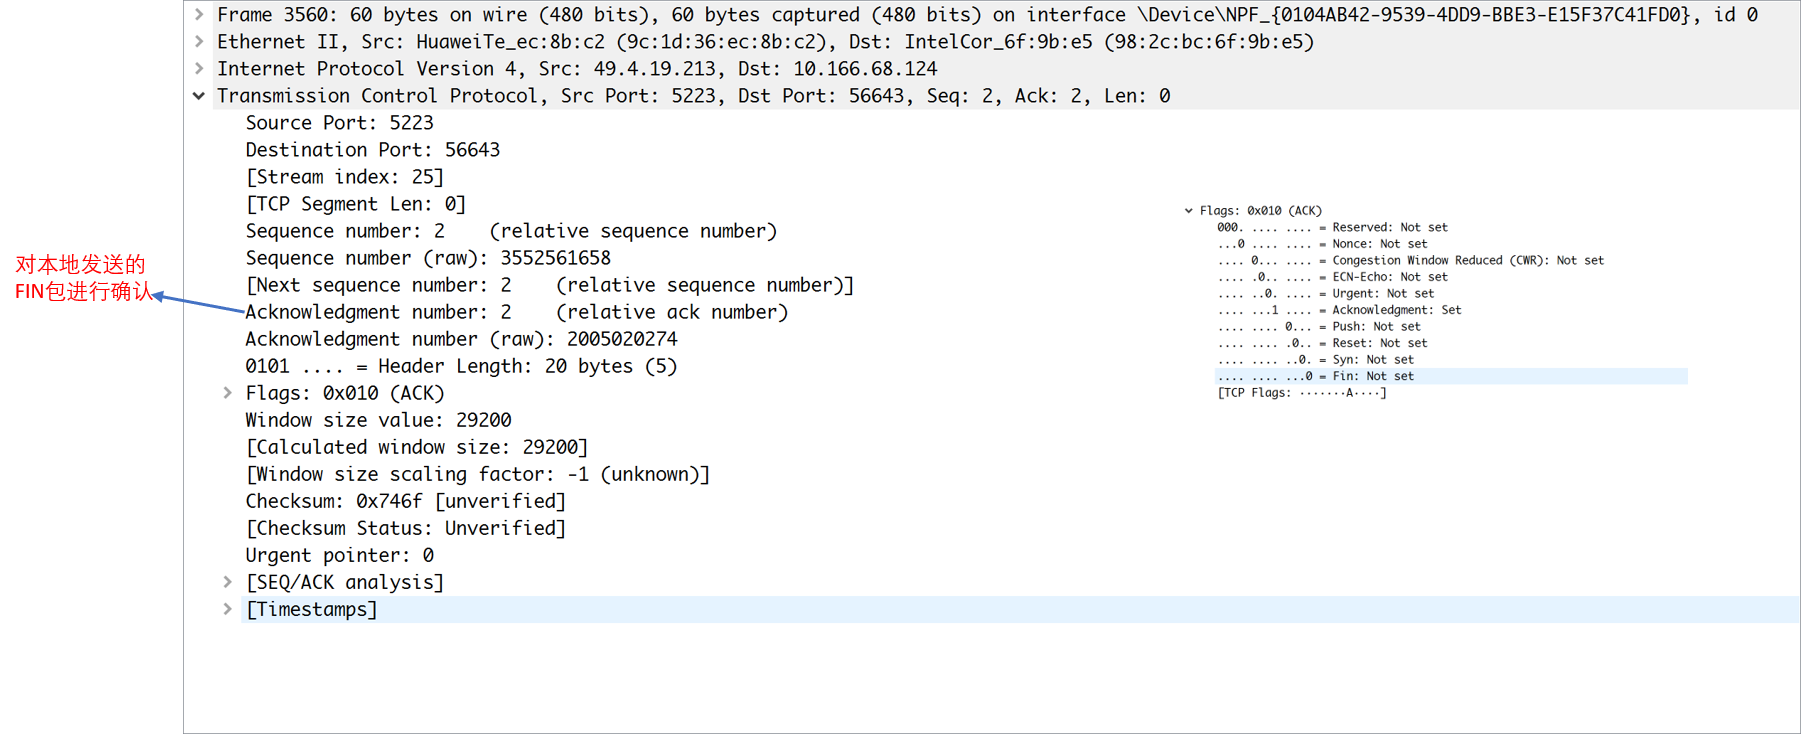 Frame 3560: 60 bytes on wire (480 bits), 60 bytes captured (480 bits) on interface \Device\NPF_{0104AB42-9539-4DD9-BBE3-E15F37C41FD0}, id 0
Ethernet II, Src: HuaweiTe_ec:8b:c2 (9c:1d:36:ec:8b:c2), Dst: IntelCor_6f:9b:e5 (98:2c:bc:6f:9b:e5)
Internet Protocol Version 4, Src: 49.4.19.213, Dst: 10.166.68.124
Transmission Control Protocol, Src Port: 5223, Dst Port: 56643, Seq: 2, Ack: 2, Len: 0
Source Port: 5223
Destination Port: 56643
[Stream index: 25]
[TCP Segment Len: 0]
Sequence number: 2    (relative sequence number)
Sequence number (raw): 3552561658
[Next sequence number: 2    (relative sequence number)]
Acknowledgment number: 2    (relative ack number)
Acknowledgment number (raw): 2005020274
0101 .... = Header Length: 20 bytes (5)
Flags: 0x010 (ACK)
Window size value: 29200
[Calculated window size: 29200]
[Window size scaling factor: -1 (unknown)]
Checksum: 0x746f [unverified]
[Checksum Status: Unverified]
Urgent pointer: 0
[SEQ/ACK analysis]
[Timestamps]
对本地发送的
FIN包进行确认
Flags: 0x010 (ACK)
000. .... .... = Reserved: Not set
...0 .... .... = Nonce: Not set
.... 0... .... = Congestion Window Reduced (CWR): Not set
.... .0.. .... = ECN-Echo: Not set
.... ..0. .... = Urgent: Not set
.... ...1 .... = Acknowledgment: Set
.... .... 0... = Push: Not set
.... .... .0.. = Reset: Not set
.... .... ..0. = Syn: Not set
.... .... ...0 = Fin: Not set
[TCP Flags: ·······A····]